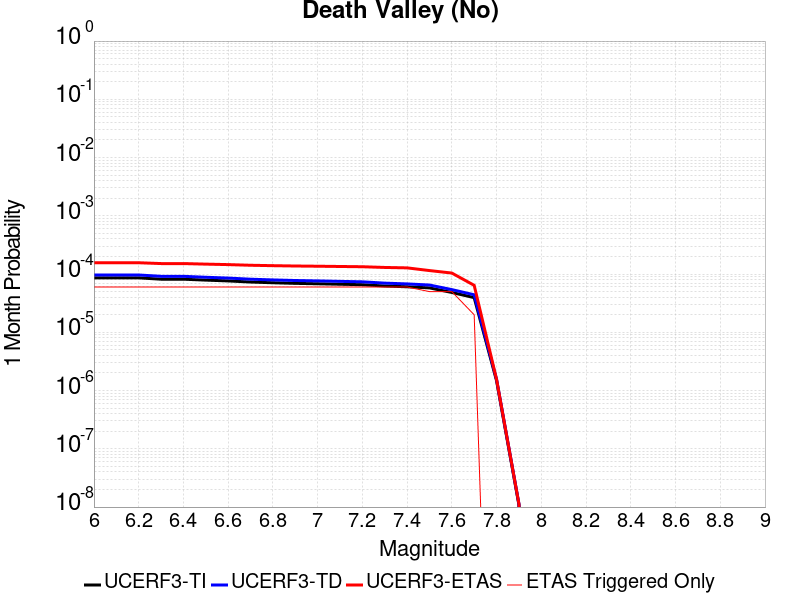 Death Valley (No)
10^0
10^-1
10^-2
10^-3
10^-4
10^-5
10^-6
10^-7
10^-8
1 Month Probability
6 6.2 6.4 6.6 6.8 7 7.2 7.4 7.6 7.8 8 8.2 8.4 8.6 8.8 9
Magnitude
UCERF3-TI UCERF3-TD UCERF3-ETAS ETAS Triggered Only